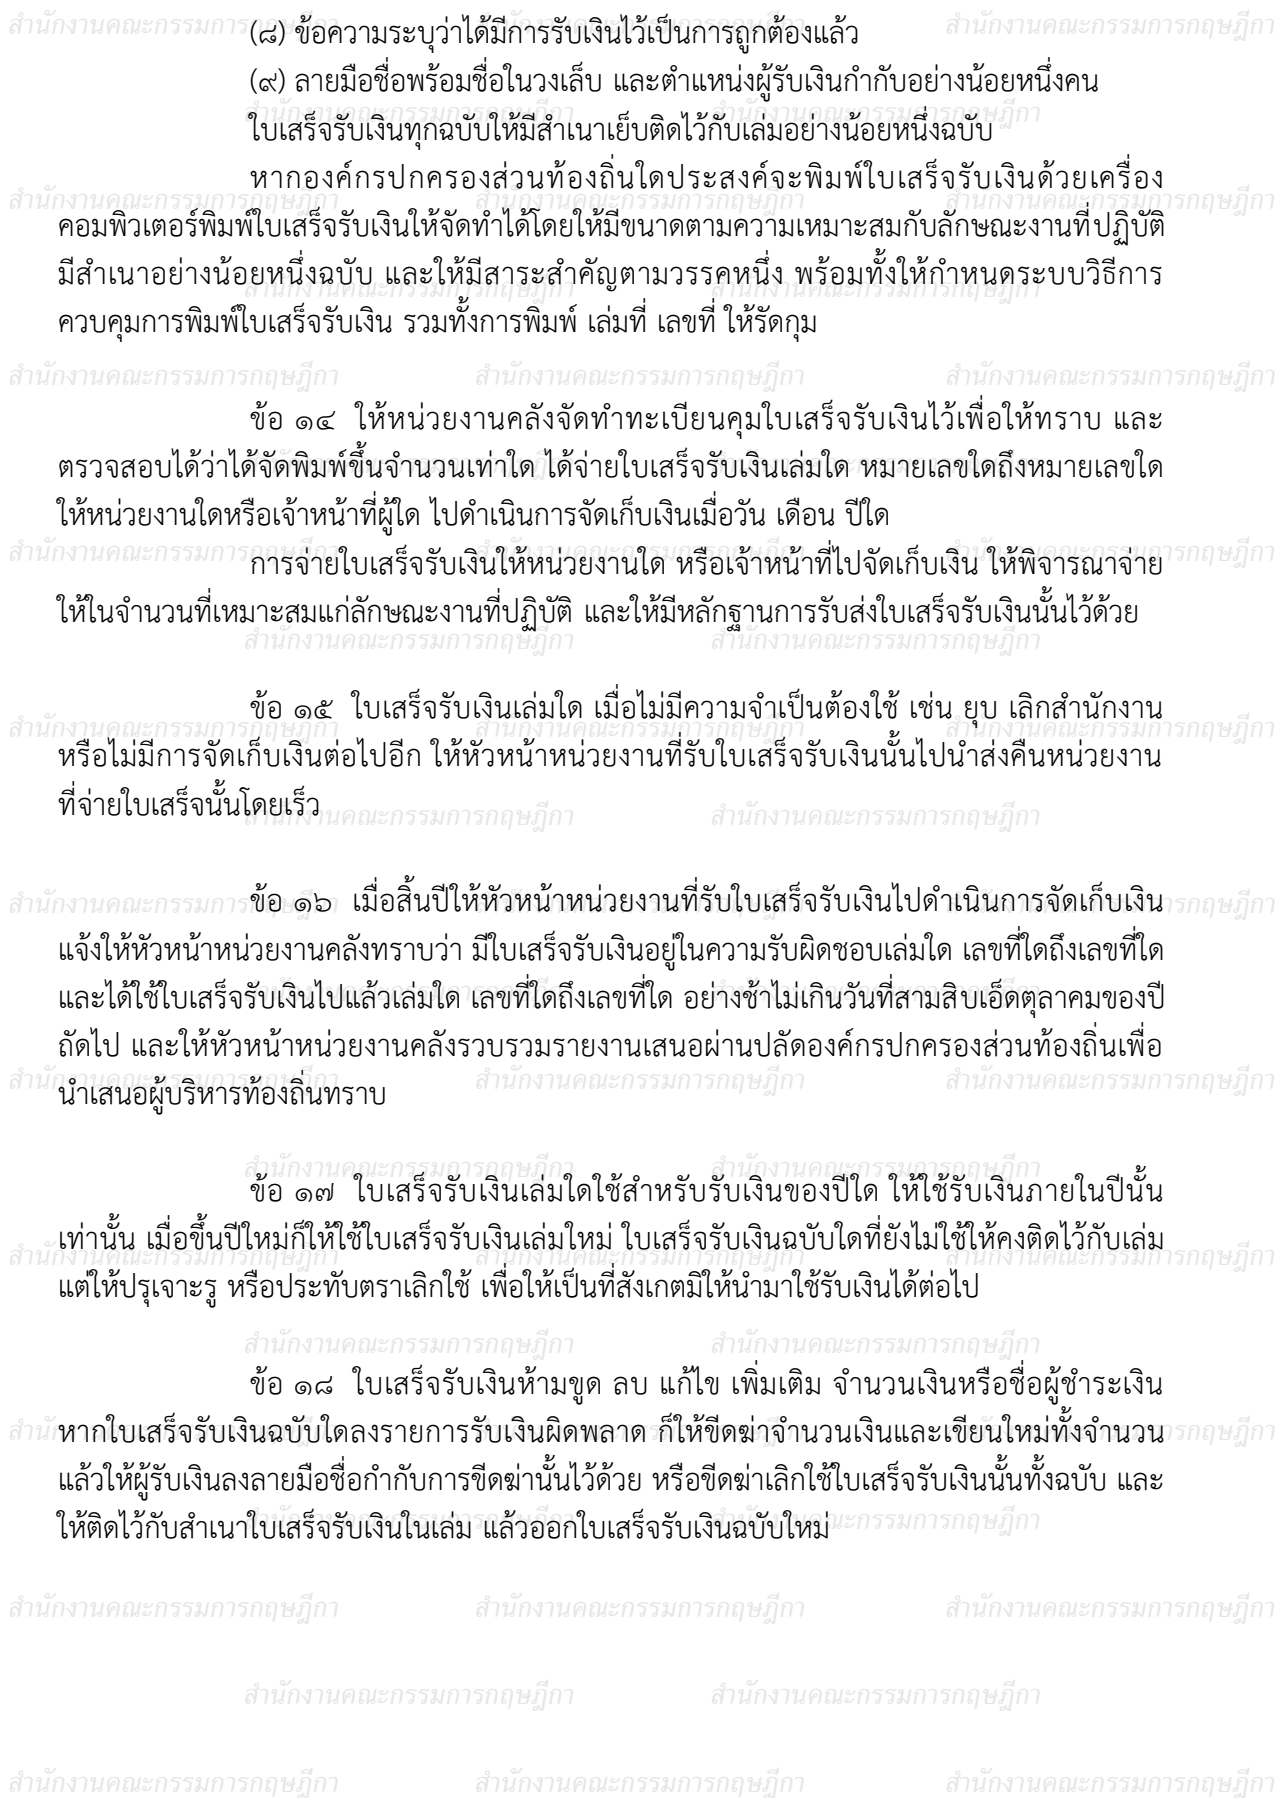 (๘) ข้อความระบุว่าได้มีการรับเงินไว้เป็นการถูกต้องแล้ว
(๙) ลายมือชื่อพร้อมชื่อในวงเล็บ และตำแหน่งผู้รับเงินกำกับอย่างน้อยหนึ่งคน
ใบเสร็จรับเงินทุกฉบับให้มีสำเนาเย็บติดไว้กับเล่มอย่างน้อยหนึ่งฉบับ
หากองค์กรปกครองส่วนท้องถิ่นใดประสงค์จะพิมพ์ใบเสร็จรับเงินด้วยเครื่อง
คอมพิวเตอร์พิมพ์ใบเสร็จรับเงินให้จัดทำได้โดยให้มีขนาดตามความเหมาะสมกับลักษณะงานที่ปฏิบัติ
มีสำเนาอย่างน้อยหนึ่งฉบับ และให้มีสาระสำคัญตามวรรคหนึ่ง พร้อมทั้งให้กำหนดระบบวิธีการ
ควบคุมการพิมพ์ใบเสร็จรับเงิน รวมทั้งการพิมพ์ เล่มที่ เลขที่ ให้รัดกุม
ข้อ ๑๔ ให้หน่วยงานคลังจัดทำทะเบียนคุมใบเสร็จรับเงินไว้เพื่อให้ทราบ และ
ตรวจสอบได้ว่าได้จัดพิมพ์ขึ้นจำนวนเท่าใด ได้จ่ายใบเสร็จรับเงินเล่มใด หมายเลขใดถึงหมายเลขใด
ให้หน่วยงานใดหรือเจ้าหน้าที่ผู้ใด ไปดำเนินการจัดเก็บเงินเมื่อวัน เดือน ปีใด
การจ่ายใบเสร็จรับเงินให้หน่วยงานใด หรือเจ้าหน้าที่ไปจัดเก็บเงิน ให้พิจารณาจ่าย
ให้ในจำนวนที่เหมาะสมแก่ลักษณะงานที่ปฏิบัติ และให้มีหลักฐานการรับส่งใบเสร็จรับเงินนั้นไว้ด้วย
ข้อ ๑๕ ใบเสร็จรับเงินเล่มใด เมื่อไม่มีความจำเป็นต้องใช้ เช่น ยุบ เลิกสำนักงาน
หรือไม่มีการจัดเก็บเงินต่อไปอีก ให้หัวหน้าหน่วยงานที่รับใบเสร็จรับเงินนั้นไปนำส่งคืนหน่วยงาน
ที่จ่ายใบเสร็จนั้นโดยเร็ว
ข้อ ๑๖ เมื่อสิ้นปีให้หัวหน้าหน่วยงานที่รับใบเสร็จรับเงินไปดำเนินการจัดเก็บเงิน
แจ้งให้หัวหน้าหน่วยงานคลังทราบว่า มีใบเสร็จรับเงินอยู่ในความรับผิดชอบเล่มใด เลขที่ใดถึงเลขที่ใด
และได้ใช้ใบเสร็จรับเงินไปแล้วเล่มใด เลขที่ใดถึงเลขที่ใด อย่างช้าไม่เกินวันที่สามสิบเอ็ดตุลาคมของปี
ถัดไป และให้หัวหน้าหน่วยงานคลังรวบรวมรายงานเสนอผ่านปลัดองค์กรปกครองส่วนท้องถิ่นเพื่อ
นำเสนอผู้บริหารท้องถิ่นทราบ
ข้อ ๑๗ ใบเสร็จรับเงินเล่มใดใช้สำหรับรับเงินของปีใด ให้ใช้รับเงินภายในปีนั้น
เท่านั้น เมื่อขึ้นปีใหม่ก็ให้ใช้ใบเสร็จรับเงินเล่มใหม่ ใบเสร็จรับเงินฉบับใดที่ยังไม่ใช้ให้คงติดไว้กับเล่ม
แต่ให้ปรุเจาะรู หรือประทับตราเลิกใช้ เพื่อให้เป็นที่สังเกตมิให้นำมาใช้รับเงินได้ต่อไป
ข้อ ๑๘ ใบเสร็จรับเงินห้ามขูด ลบ แก้ไข เพิ่มเติม จำนวนเงินหรือชื่อผู้ชำระเงิน
หากใบเสร็จรับเงินฉบับใดลงรายการรับเงินผิดพลาด ก็ให้ขีดฆ่าจำนวนเงินและเขียนใหม่ทั้งจำนวน
แล้วให้ผู้รับเงินลงลายมือชื่อกำกับการขีดฆ่านั้นไว้ด้วย หรือขีดฆ่าเลิกใช้ใบเสร็จรับเงินนั้นทั้งฉบับ และ
ให้ติดไว้กับสำเนาใบเสร็จรับเงินในเล่ม แล้วออกใบเสร็จรับเงินฉบับใหม่
สำนักงานคณะกรรมการกฤษฎีกา